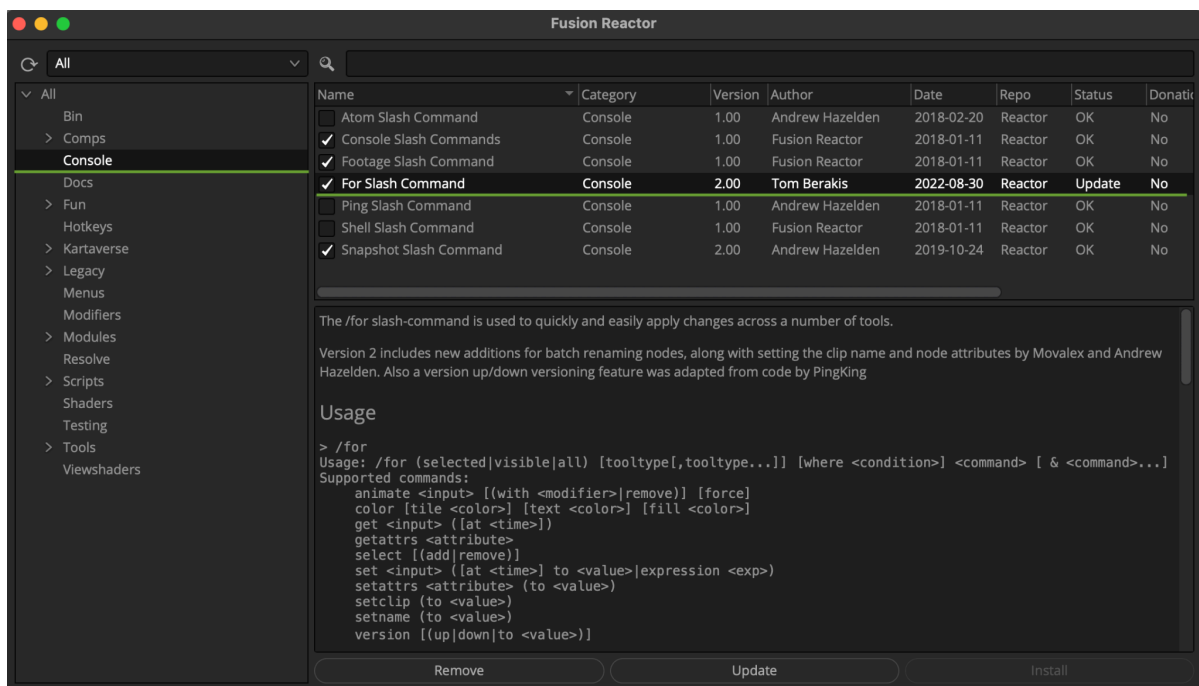 Fusion Reactor
All
All
Bin
Comps
Console
Docs
Fun
Hotkeys
Kartaverse
Legacy
Menus
Modifiers
Modules
Resolve
Scripts
Shaders
Testing
Tools
Viewshaders
Name Category Version Author Date Repo Status Donatio
Atom Slash Command Console 1.00 Andrew Hazelden 2018-02-20 Reactor OK No
Console Slash Commands Console 1.00 Fusion Reactor 2018-01-11 Reactor OK No
Footage Slash Command Console 1.00 Fusion Reactor 2018-01-11 Reactor OK No
For Slash Command Console 2.00 Tom Berakis 2022-08-30 Reactor Update No
Ping Slash Command Console 1.00 Andrew Hazelden 2018-01-11 Reactor OK No
Shell Slash Command Console 1.00 Fusion Reactor 2018-01-11 Reactor OK No
Snapshot Slash Command Console 2.00 Andrew Hazelden 2019-10-24 Reactor OK No
The /for slash-command is used to quickly and easily apply changes across a number of tools.
Version 2 includes new additions for batch renaming nodes, along with setting the clip name and node attributes by Movalex and Andrew
Hazelden. Also a version up/down versioning feature was adapted from code by PingKing
Usage
> /for
Usage: /for (selected|visible|all) [tooltype[,tooltype...]] [where <condition>] <command> [ & <command>...]
Supported commands:
animate <input> [(with <modifier>|remove)] [force]
color [tile <color>] [text <color>] [fill <color>]
get <input> ([at <time>])
getattrs <attribute>
select [(add|remove)]
set <input> ([at <time>] to <value>|expression <exp>)
setattrs <attribute> (to <value>)
setclip (to <value>)
setname (to <value>)
version [(up|down|to <value>)]
Remove Update Install